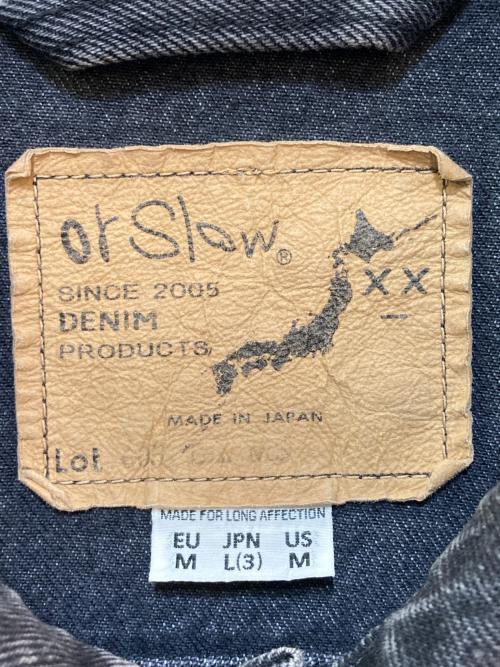 orSlow®
SINCE 2005
DENIM
PRODUCTS
XX
MADE IN JAPAN
Lot
MADE FOR LONG AFFECTION
EU JPN US
M L(3) M